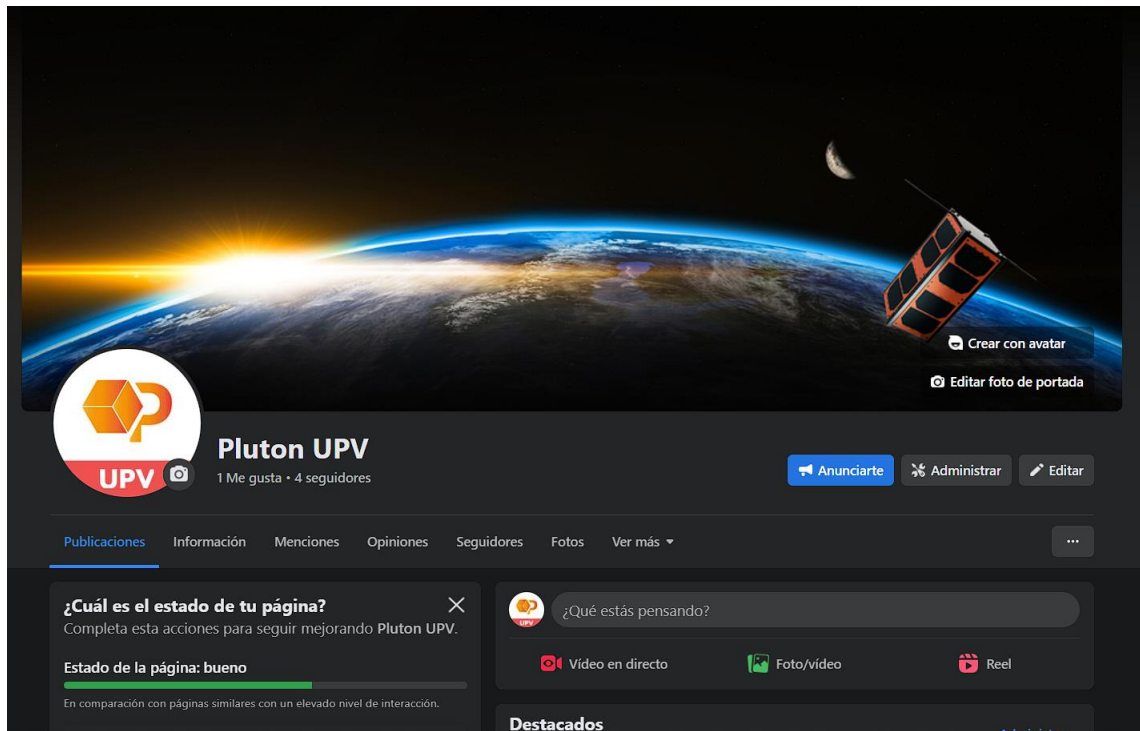 Crear con avatar
Editar foto de portada
UPV
Pluton UPV
1 Me gusta • 4 seguidores
Anunciarte
Administrar
Editar
Publicaciones Información Menciones Opiniones Seguidores Fotos Ver más
¿Cuál es el estado de tu página?
Completa esta acciones para seguir mejorando Pluton UPV.
Estado de la página: bueno
En comparación con páginas similares con un elevado nivel de interacción.
UPV
¿Qué estás pensando?
Vídeo en directo Foto/vídeo Reel
Destacados